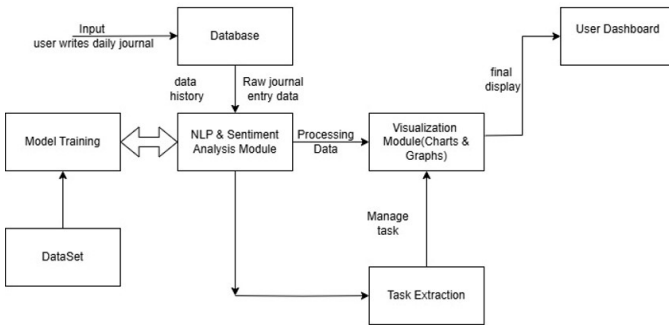 Input
user writes daily journal
Database
User Dashboard
data
history
Raw journal
entry data
final
display
Model Training
NLP & Sentiment
Analysis Module
Processing
Data
Visualization
Module(Charts &
Graphs)
Manage
task
DataSet
Task Extraction